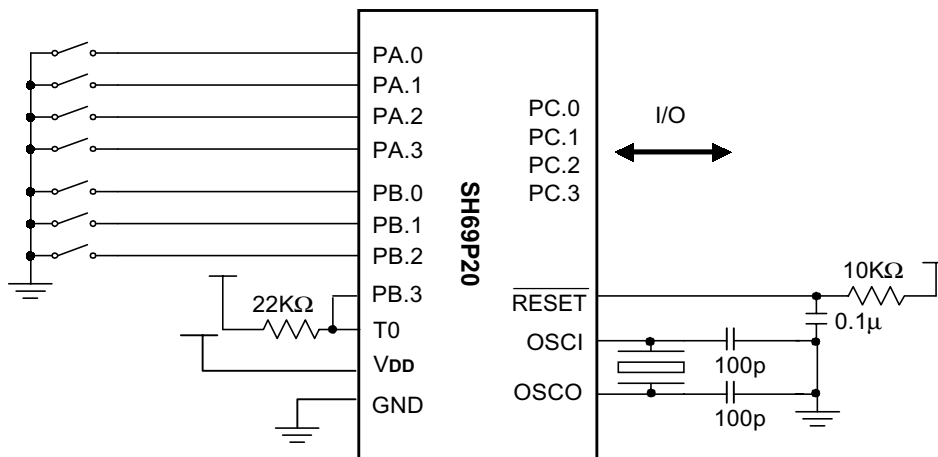 PA.0
PA.1
PA.2
PA.3
PB.0
PB.1
PB.2
PB.3
T0
VDD
GND
22KΩ
SH69P20
PC.0
PC.1
PC.2
PC.3
I/O
RESET
OSCI
OSCO
10KΩ
0.1μ
100p
100p